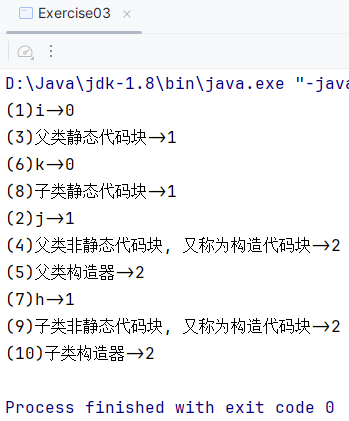 Exercise03
D:\Java\jdk-1.8\bin\java.exe "-java
(1)i→0
(3)父类静态代码块→1
(6)k→0
(8)子类静态代码块→1
(2)j→1
(4)父类非静态代码块, 又称为构造代码块→2
(5)父类构造器→2
(7)h→1
(9)子类非静态代码块, 又称为构造代码块→2
(10)子类构造器→2
Process finished with exit code 0